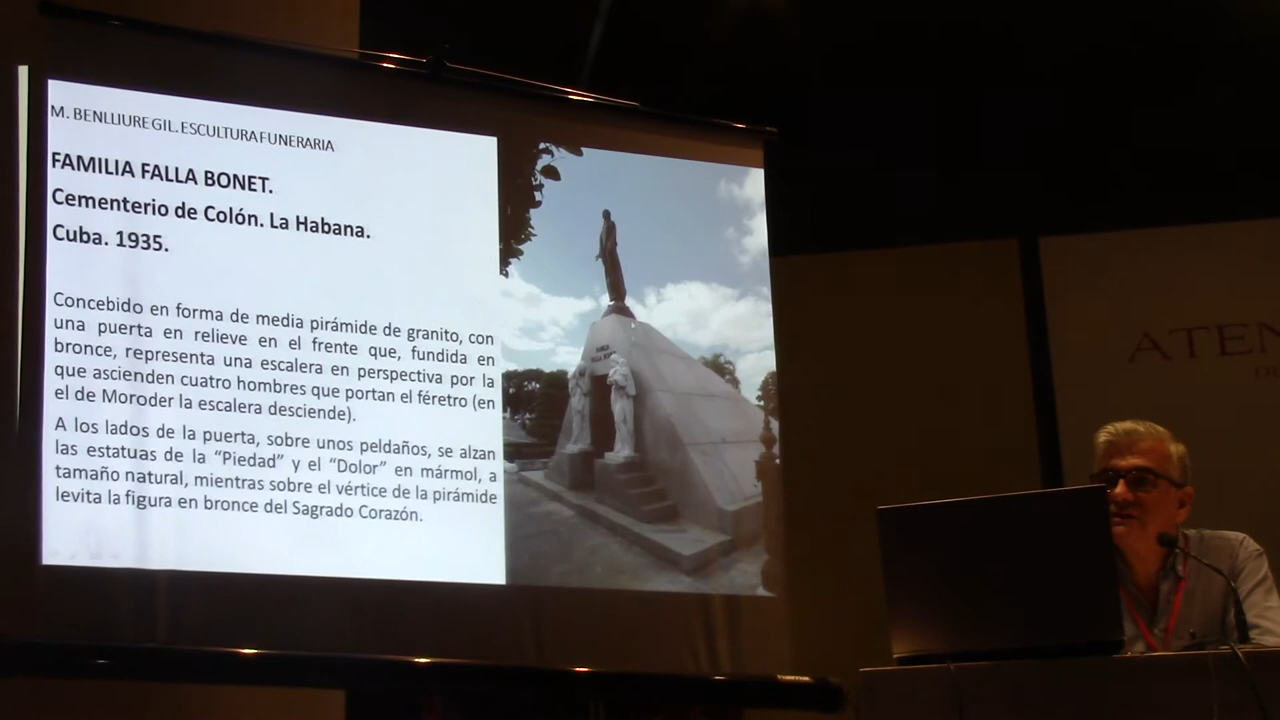 M. BENLLIURE GIL. ESCULTURA FUNERARIA
FAMILIA FALLA BONET.
Cementerio de Colón. La Habana.
Cuba. 1935.
Concebido en forma de media pirámide de granito, con
una puerta en relieve en el frente que, fundida en
bronce, representa una escalera en perspectiva por la
que ascienden cuatro hombres que portan el féretro (en
el de Moroder la escalera desciende).
A los lados de la puerta, sobre unos peldaños, se alzan
las estatuas de la “Piedad” y el “Dolor” en mármol, a
tamaño natural, mientras sobre el vértice de la pirámide
levita la figura en bronce del Sagrado Corazón.
FAMILIA
FALLA BONET
ATEN